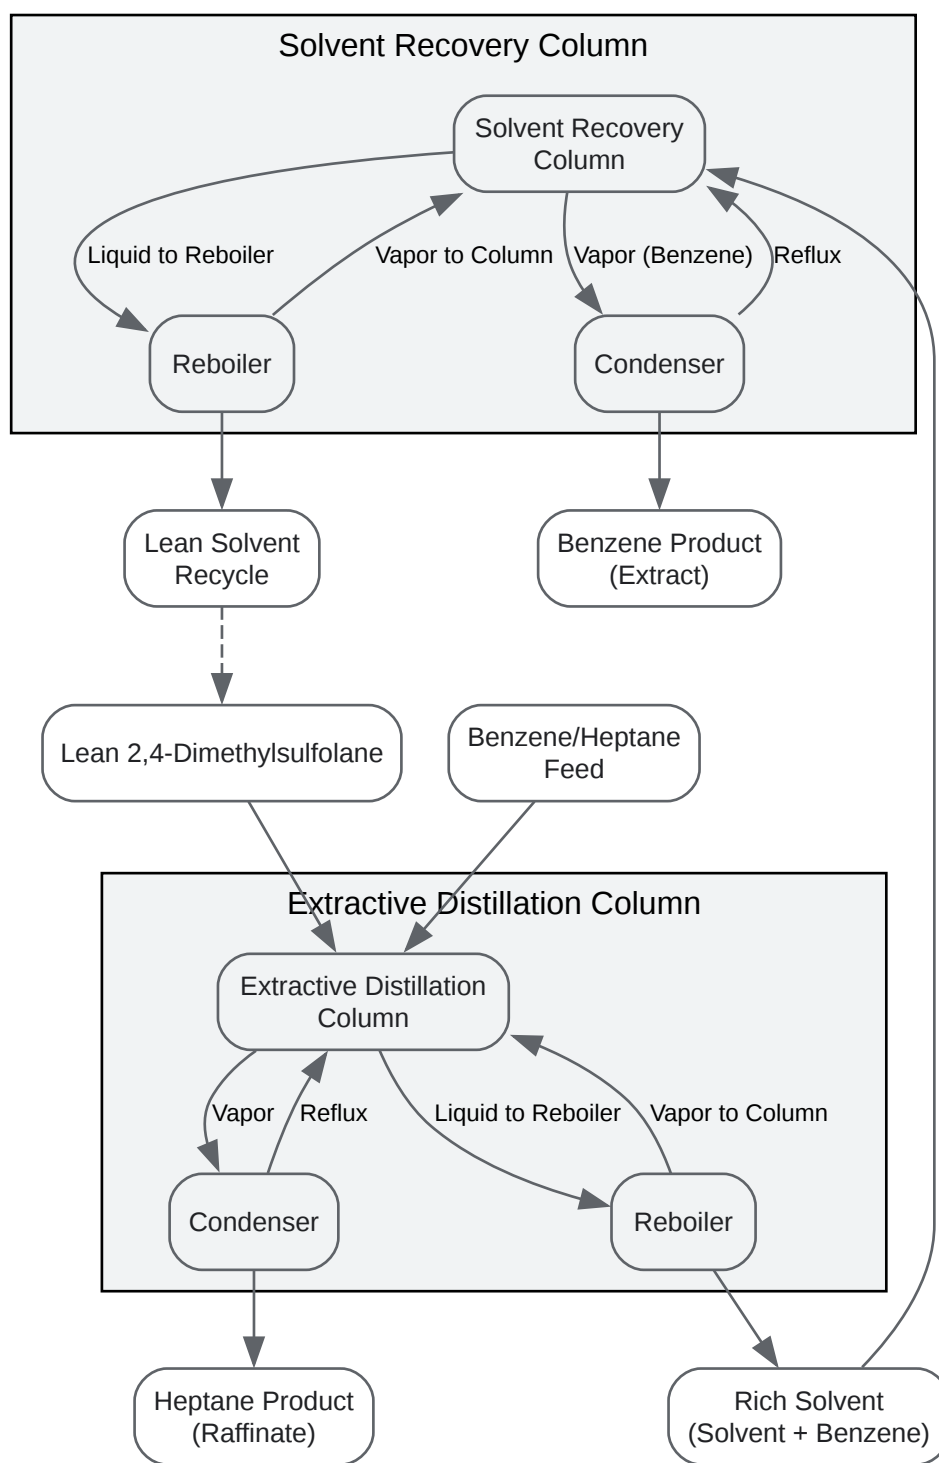 Solvent Recovery Column
Solvent Recovery
Column
Liquid to Reboiler
Vapor to Column
Vapor (Benzene)
Reflux
Reboiler
Condenser
Lean Solvent
Recycle
Benzene Product
(Extract)
Lean 2,4-Dimethylsulfolane
Benzene/Heptane
Feed
Extractive Distillation Column
Extractive Distillation
Column
Vapor
Reflux
Liquid to Reboiler
Vapor to Column
Condenser
Reboiler
Heptane Product
(Raffinate)
Rich Solvent
(Solvent + Benzene)